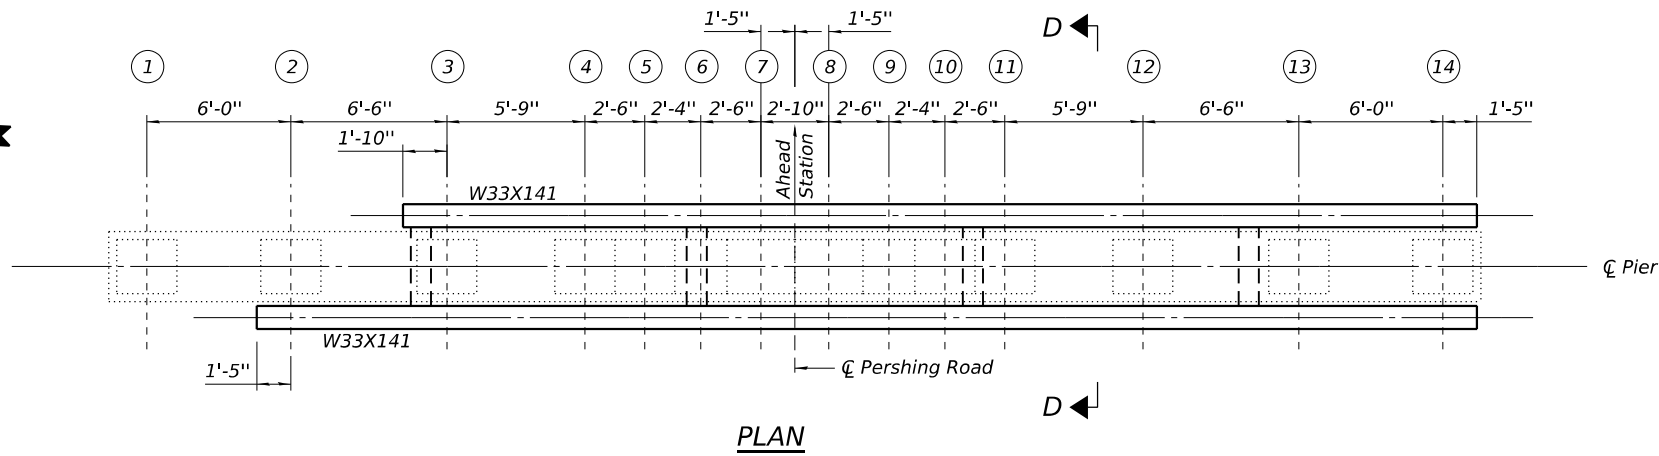 1'-5" 1'-5" D
1 2 3 4 5 6 7 8 9 10 11 12 13 14
6'-0" 6'-6" 5'-9" 2'-6" 2'-4" 2'-6" 2'-10" 2'-6" 2'-4" 2'-6" 5'-9" 6'-6" 6'-0" 1'-5"
1'-10"
Ahead
Station
W33X141
℄ Pier
W33X141
1'-5"
℄ Pershing Road
D
PLAN